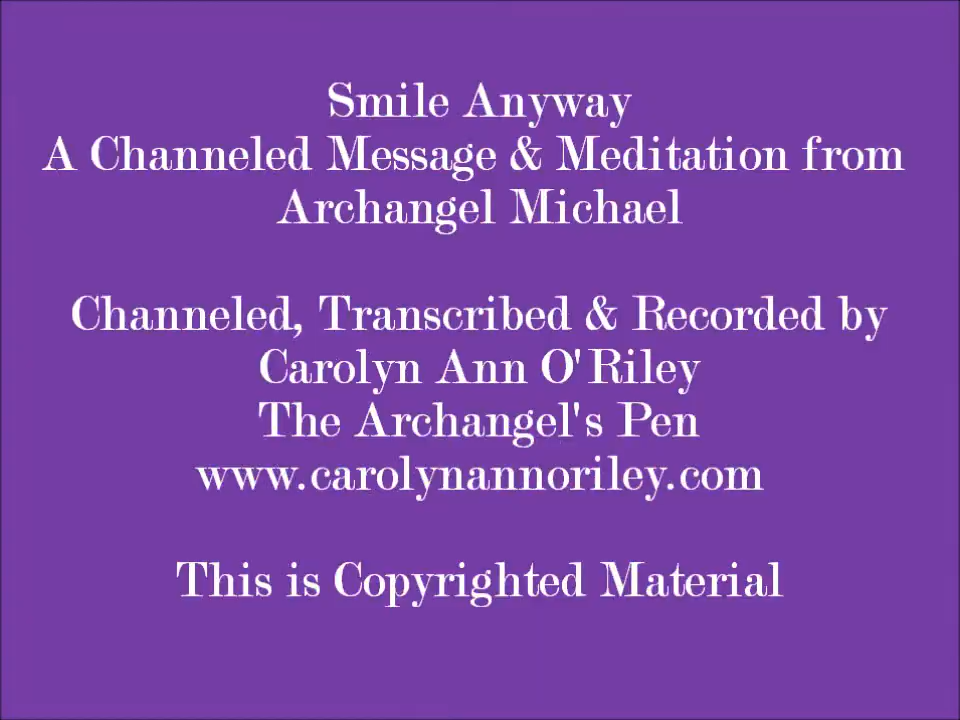 Smile Anyway
A Channeled Message & Meditation from
Archangel Michael
Channeled, Transcribed & Recorded by
Carolyn Ann O'Riley
The Archangel's Pen
www.carolynannoriley.com
This is Copyrighted Material